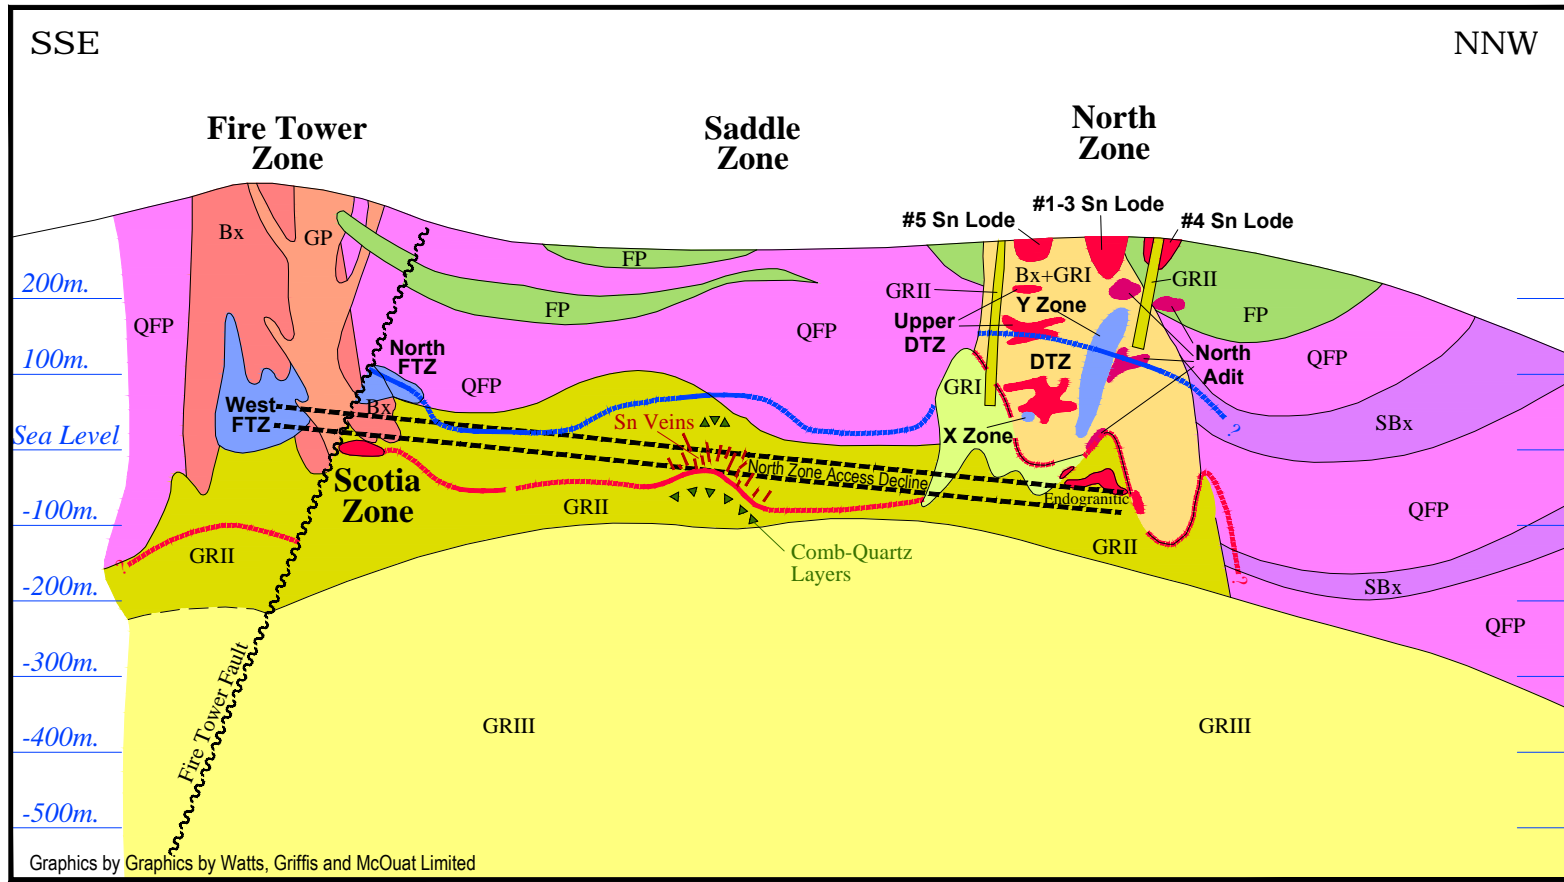 SSE
NNW
Fire Tower
Zone
Saddle
Zone
North
Zone
#5 Sn Lode
#1-3 Sn Lode
#4 Sn Lode
Bx
GP
FP
FP
GRII
Bx+GRI
Y Zone
GRII
FP
200m.
QFP
QFP
Upper
DTZ
DTZ
North
Adit
QFP
North
FTZ
QFP
GRI
100m.
West
FTZ
Bx
Sn Veins
X Zone
SBx
?
Sea Level
Scotia
Zone
North Zone Access Decline
Endogranitic
-100m.
GRII
GRII
GRII
QFP
?
Comb-Quartz
Layers
?
SBx
-200m.
QFP
-300m.
Fire Tower Fault
GRIII
GRIII
-400m.
-500m.
Graphics by Graphics by Watts, Griffis and McOuat Limited